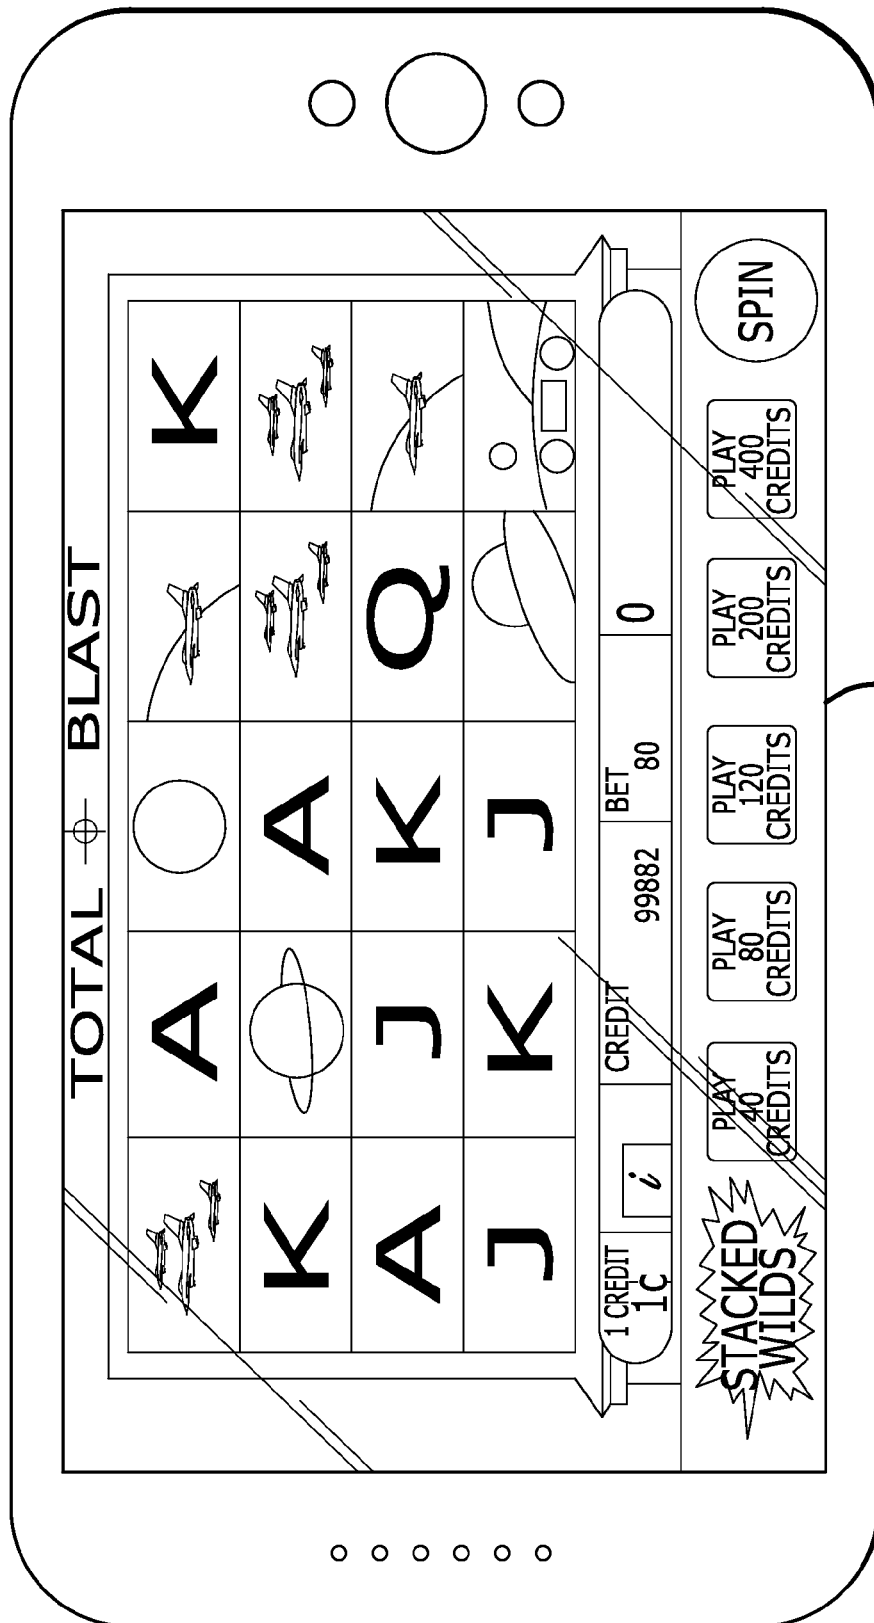 TOTAL BLAST
A K
K A
A J K Q
J K J
1 CREDIT
1C
i
CREDIT
99882
BET
80
0
STACKED
WILDS
PLAY
40
CREDITS
PLAY
80
CREDITS
PLAY
120
CREDITS
PLAY
200
CREDITS
PLAY
400
CREDITS
SPIN